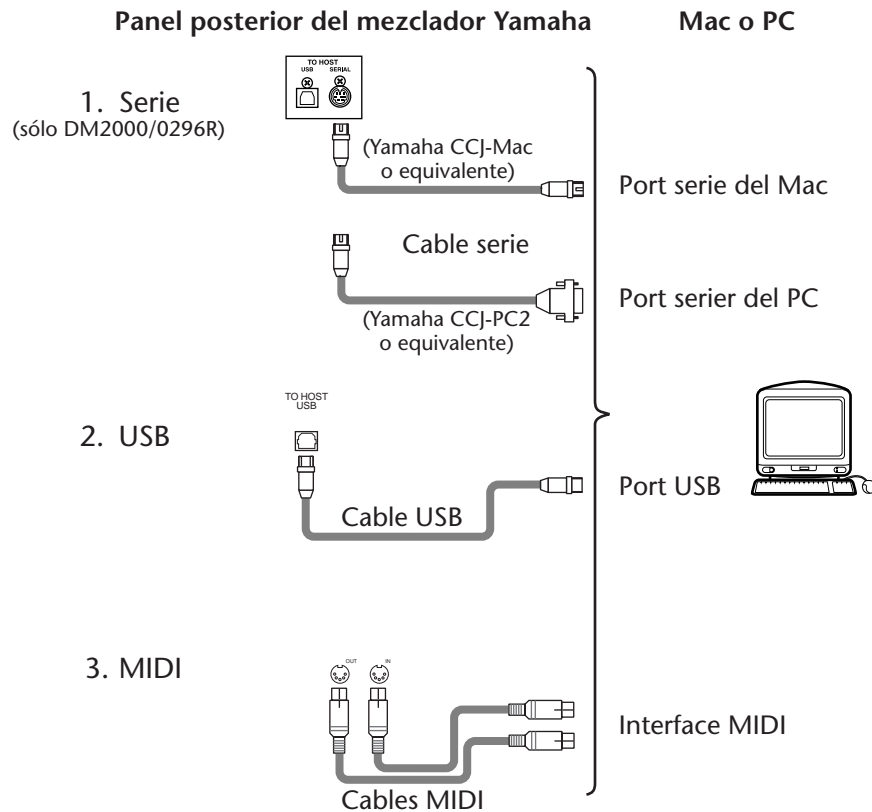 Panel posterior del mezclador Yamaha
Mac o PC
TO HOST
USB SERIAL
1. Serie
(sólo DM2000/0296R)
(Yamaha CCJ-Mac
o equivalente)
Port serie del Mac
Cable serie
Port serier del PC
(Yamaha CCJ-PC2
o equivalente)
TO HOST
USB
2. USB
Port USB
Cable USB
3. MIDI
OUT IN
Interface MIDI
Cables MIDI